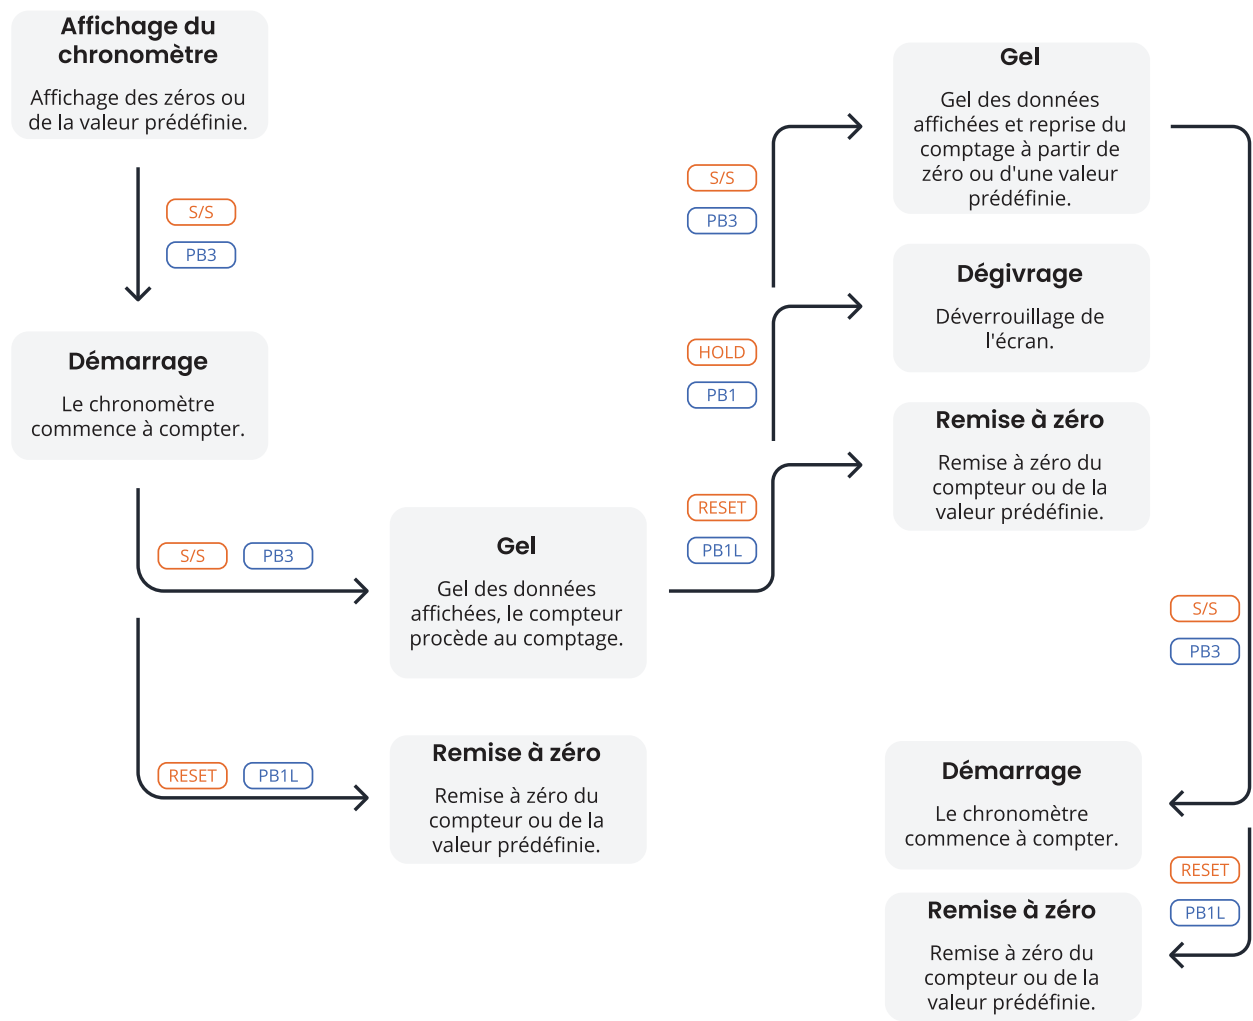 Affichage du
chronomètre
Affichage des zéros ou
de la valeur prédéfinie.
S/S
PB3
Démarrage
Le chronomètre
commence à compter.
S/S PB3
Gel
Gel des données
affichées, le compteur
procède au comptage.
RESET PB1L
Remise à zéro
Remise à zéro du
compteur ou de la
valeur prédéfinie.
S/S
PB3
Gel
Gel des données
affichées et reprise du
comptage à partir de
zéro ou d'une valeur
prédéfinie.
HOLD
PB1
Dégivrage
Déverrouillage de
l'écran.
RESET
PB1L
Remise à zéro
Remise à zéro du
compteur ou de la
valeur prédéfinie.
S/S
PB3
Démarrage
Le chronomètre
commence à compter.
RESET
PB1L
Remise à zéro
Remise à zéro du
compteur ou de la
valeur prédéfinie.